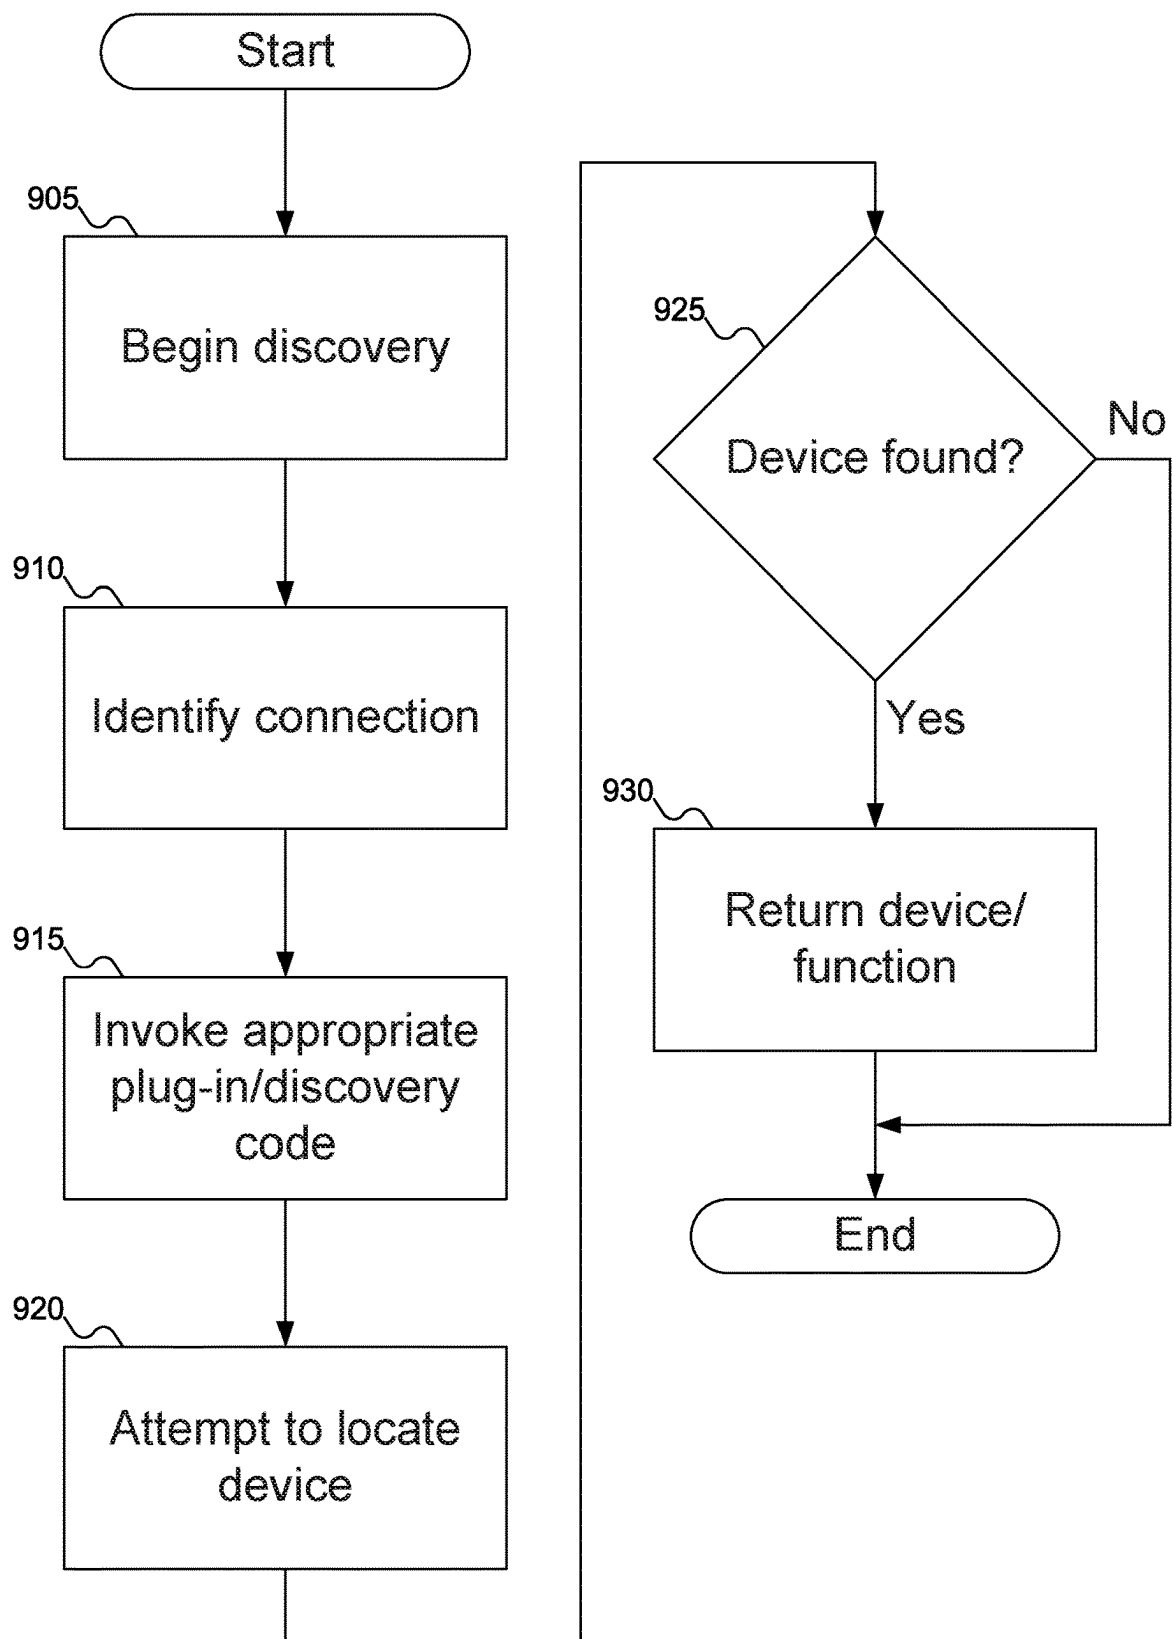 Start
905
Begin discovery
910
Identify connection
915
Invoke appropriate
plug-in/discovery
code
920
Attempt to locate
device
925
Device found?
No
Yes
930
Return device/
function
End